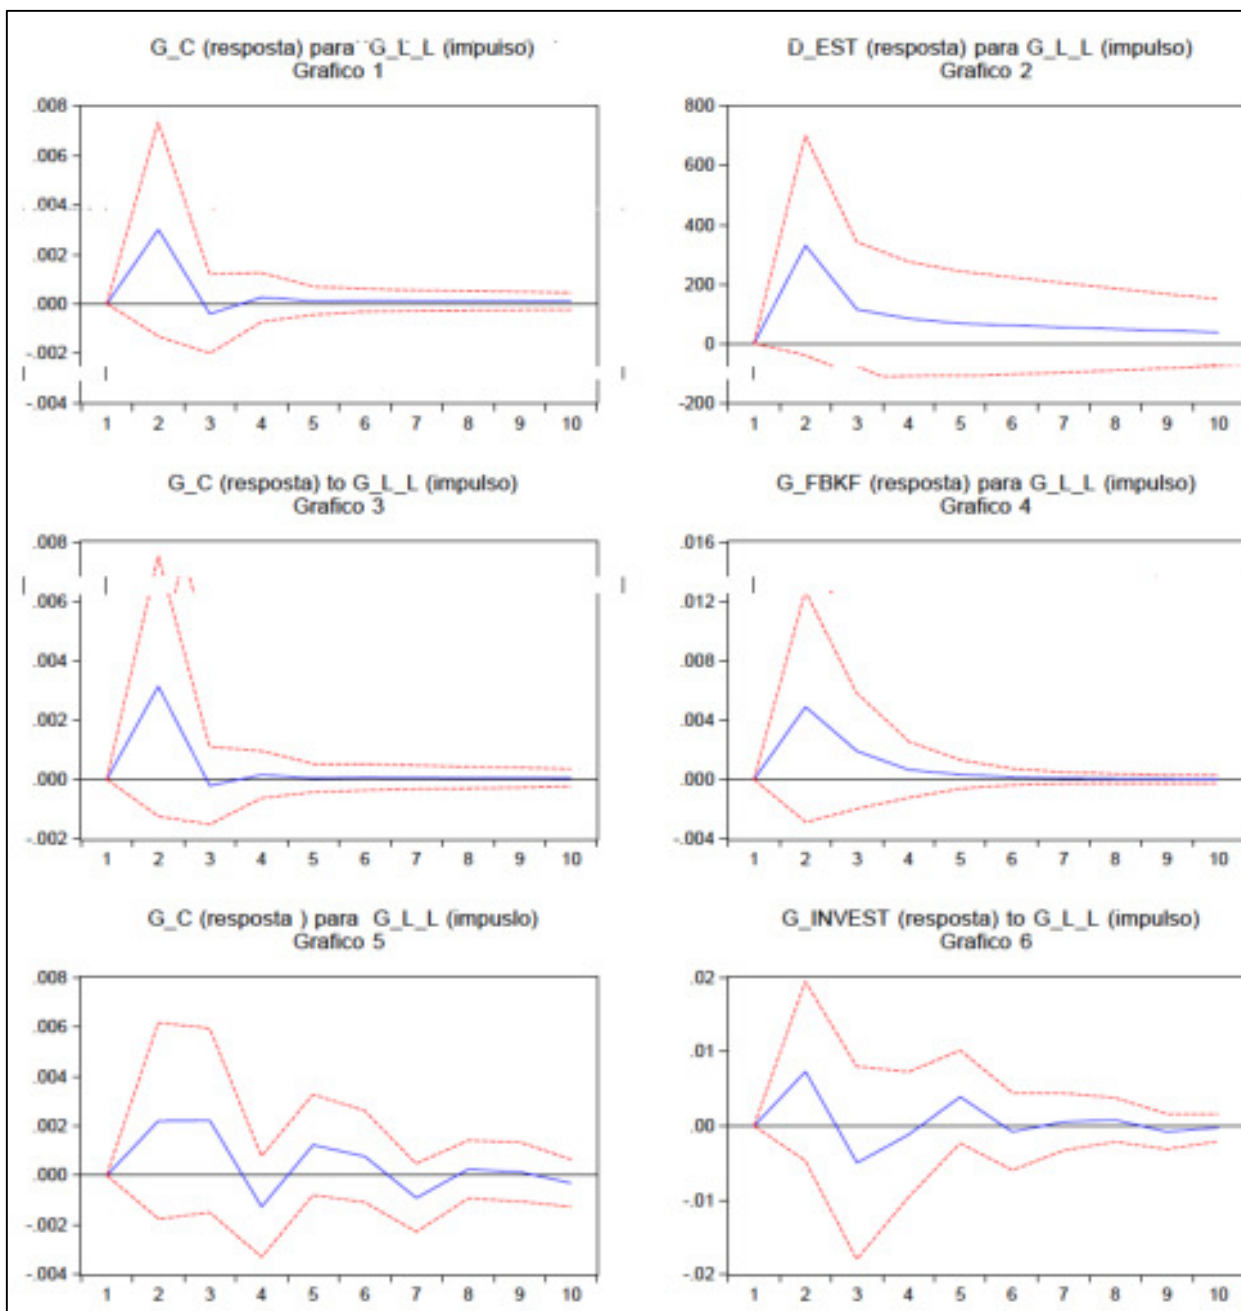 G_C (resposta) para G_L_L (impulso)
Grafico 1
.008
.006
.004
.002
.000
-.002
-.004
1 2 3 4 5 6 7 8 9 10
D_EST (resposta) para G_L_L (impulso)
Grafico 2
800
600
400
200
0
-200
1 2 3 4 5 6 7 8 9 10
G_C (resposta) to G_L_L (impulso)
Grafico 3
.008
.006
.004
.002
.000
-.002
1 2 3 4 5 6 7 8 9 10
G_FBKF (resposta) para G_L_L (impulso)
Grafico 4
.016
.012
.008
.004
.000
-.004
1 2 3 4 5 6 7 8 9 10
G_C (resposta ) para G_L_L (impuslo)
Grafico 5
.008
.006
.004
.002
.000
-.002
-.004
1 2 3 4 5 6 7 8 9 10
G_INVEST (resposta) to G_L_L (impulso)
Grafico 6
.02
.01
.00
-.01
-.02
1 2 3 4 5 6 7 8 9 10